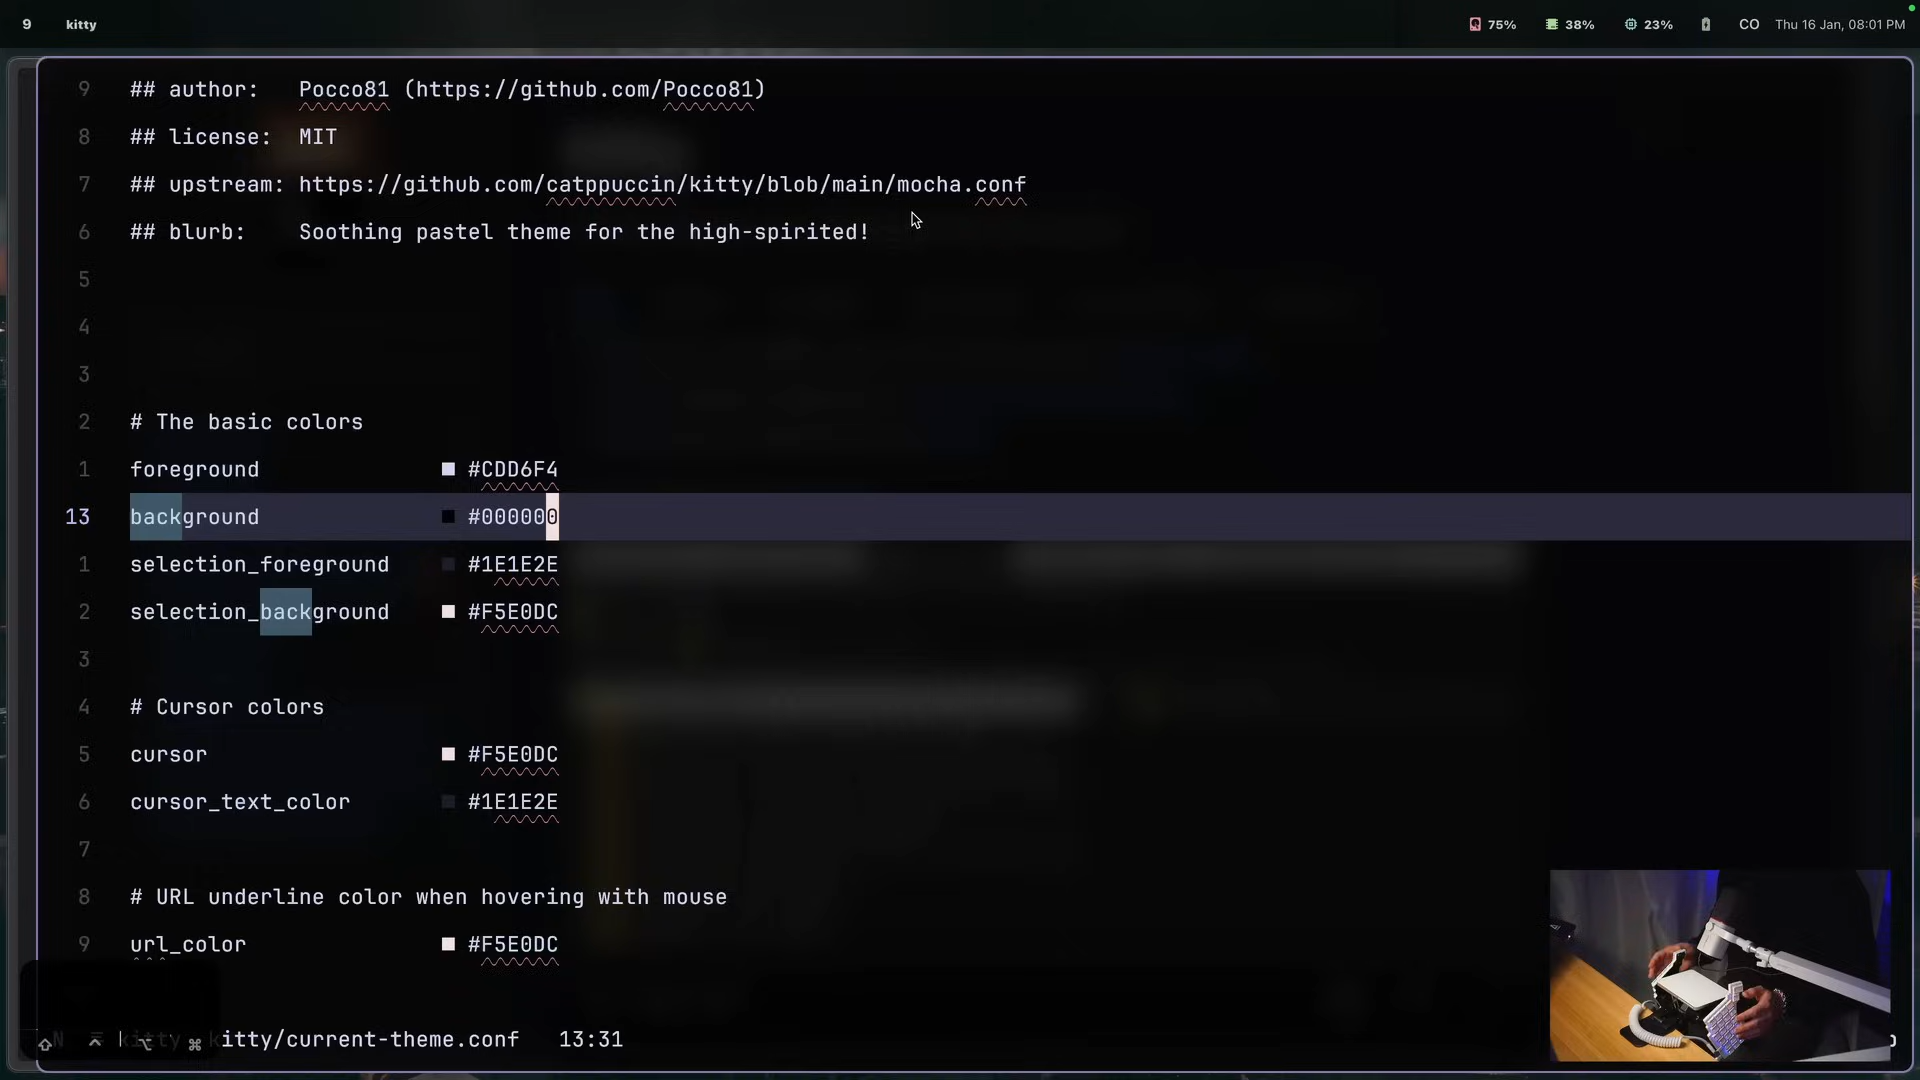 9 kitty 75% 38% 23% CO Thu 16 Jan, 08:01 PM
9 ## author: Pocco81 (https://github.com/Pocco81)
8 ## license: MIT
7 ## upstream: https://github.com/catppuccin/kitty/blob/main/mocha.conf
6 ## blurb: Soothing pastel theme for the high-spirited!
5
4
3
2 # The basic colors
1 foreground #CDD6F4
13 background #000000
1 selection_foreground #1E1E2E
2 selection_background #F5E0DC
3
4 # Cursor colors
5 cursor #F5E0DC
6 cursor_text_color #1E1E2E
7
8 # URL underline color when hovering with mouse
9 url_color #F5E0DC
N kitty kitty/current-theme.conf 13:31